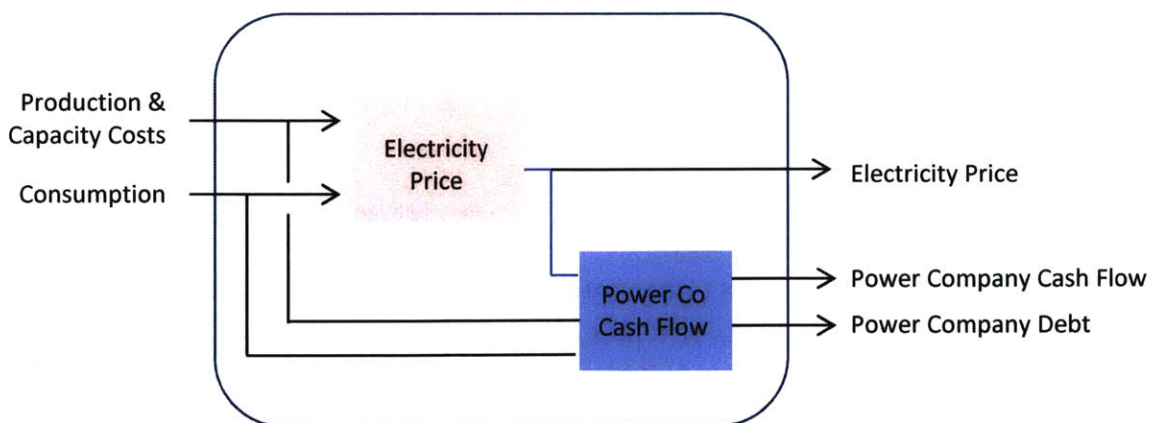 Production &
Capacity Costs
Consumption
Electricity
Price
Electricity Price
Power Co
Cash Flow
Power Company Cash Flow
Power Company Debt